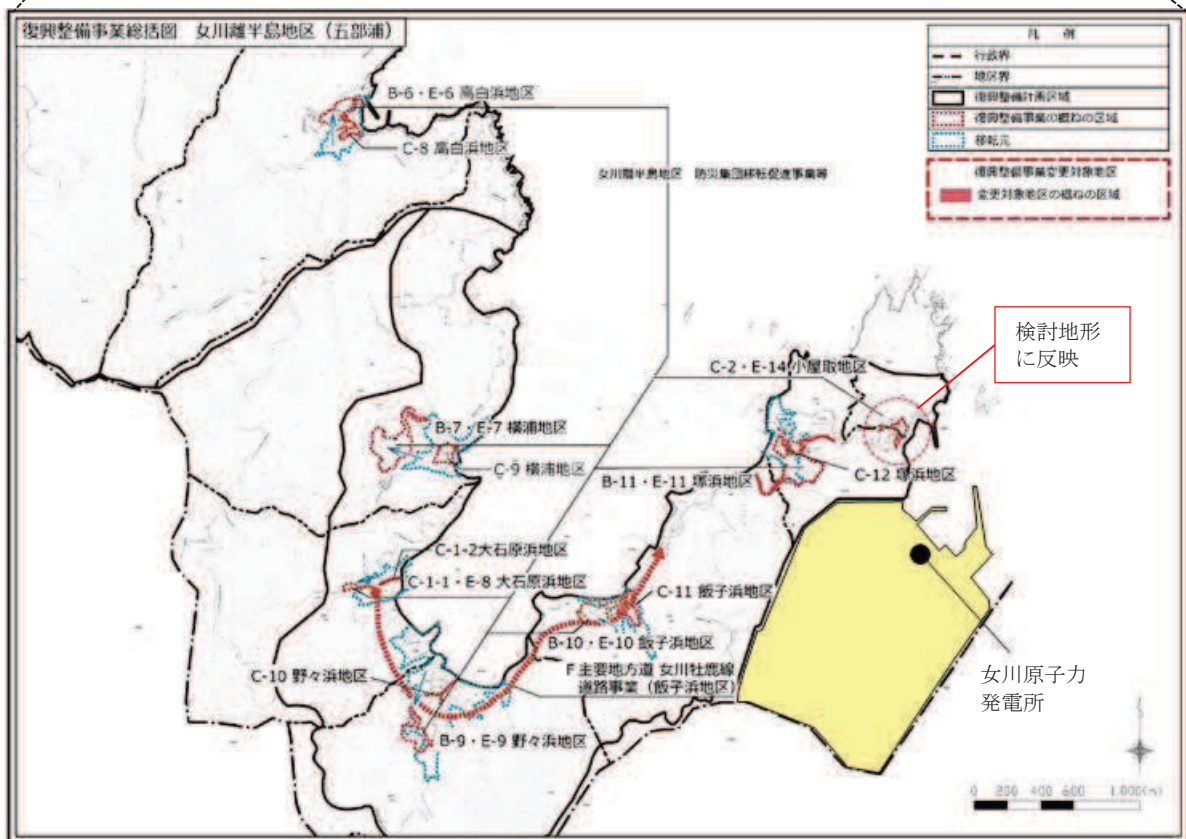 復興整備事業総括図 女川離半島地区（五部浦）
凡 例
行政界
地区界
復興整備計画区域
復興整備事業の概ねの区域
移転元
復興整備事業変更対象地区
変更対象地区の概ねの区域
B-6・E-6 高白浜地区
C-8 高白浜地区
女川離半島地区 防災集団移転促進事業等
検討地形
に反映
C-2・E-14 小屋取地区
B-7・E-7 横浦地区
C-9 横浦地区
B-11・E-11 塚浜地区
C-12 塚浜地区
C-1-2大石原浜地区
C-1-1・E-8 大石原浜地区
C-11 飯子浜地区
B-10・E-10 飯子浜地区
C-10 野々浜地区
F 主要地方道 女川牡鹿線
道路事業（飯子浜地区）
B-9・E-9 野々浜地区
女川原子力
発電所
0 200 400 600 1,000(m)